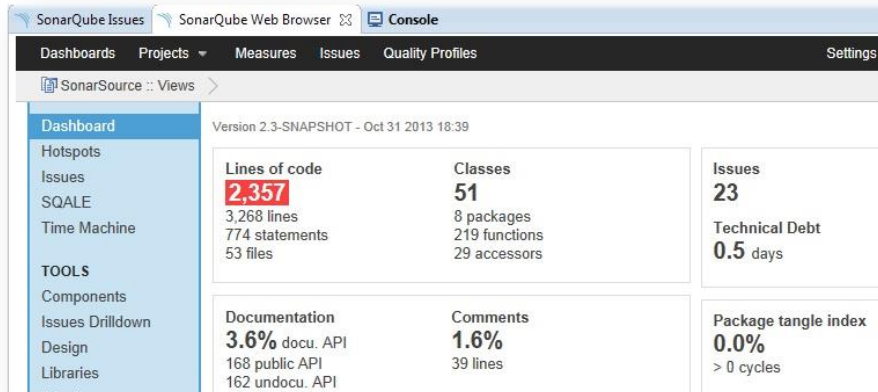 SonarQube Issues SonarQube Web Browser Console
Dashboards Projects Measures Issues Quality Profiles Settings
SonarSource :: Views
Dashboard
Hotspots
Issues
SQALE
Time Machine
TOOLS
Components
Issues Drilldown
Design
Libraries
Version 2.3-SNAPSHOT - Oct 31 2013 18:39
Lines of code
2,357
3,268 lines
774 statements
53 files
Classes
51
8 packages
219 functions
29 accessors
Issues
23
Technical Debt
0.5 days
Documentation
3.6% docu. API
168 public API
162 undocu. API
Comments
1.6%
39 lines
Package tangle index
0.0%
> 0 cycles